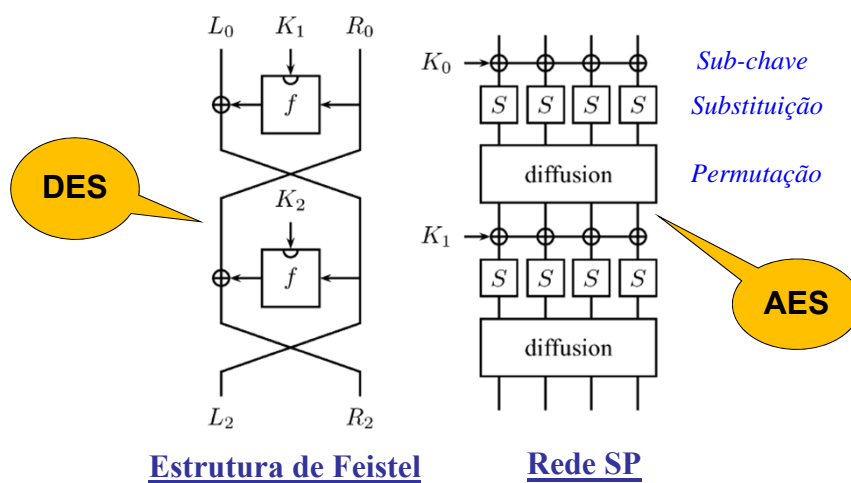 L₀ K₁ R₀
f
DES
K₂
f
L₂ R₂
Estrutura de Feistel
K₀ Sub-chave
S S S S Substituição
diffusion Permutação
K₁
S S S S
AES
diffusion
Rede SP